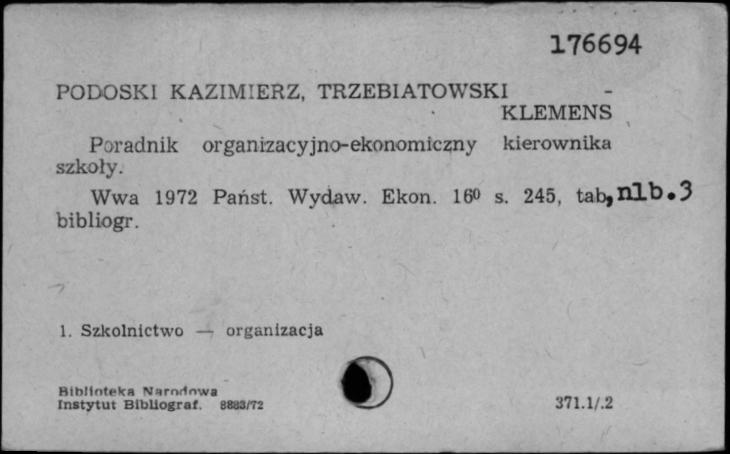 176694
PODOSKI KAZIMIERZ, TRZEBIATOWSKI -
KLEMENS
Poradnik organizacyjno-ekonomiczny kierownika
szkoły.
Wwa 1972 Państ. Wydaw. Ekon. 16⁰ s. 245, tab, nlb.3
bibliogr.
1. Szkolnictwo — organizacja
Biblioteka Narodowa
Instytut Bibliograf. 8883/72
371.1/.2